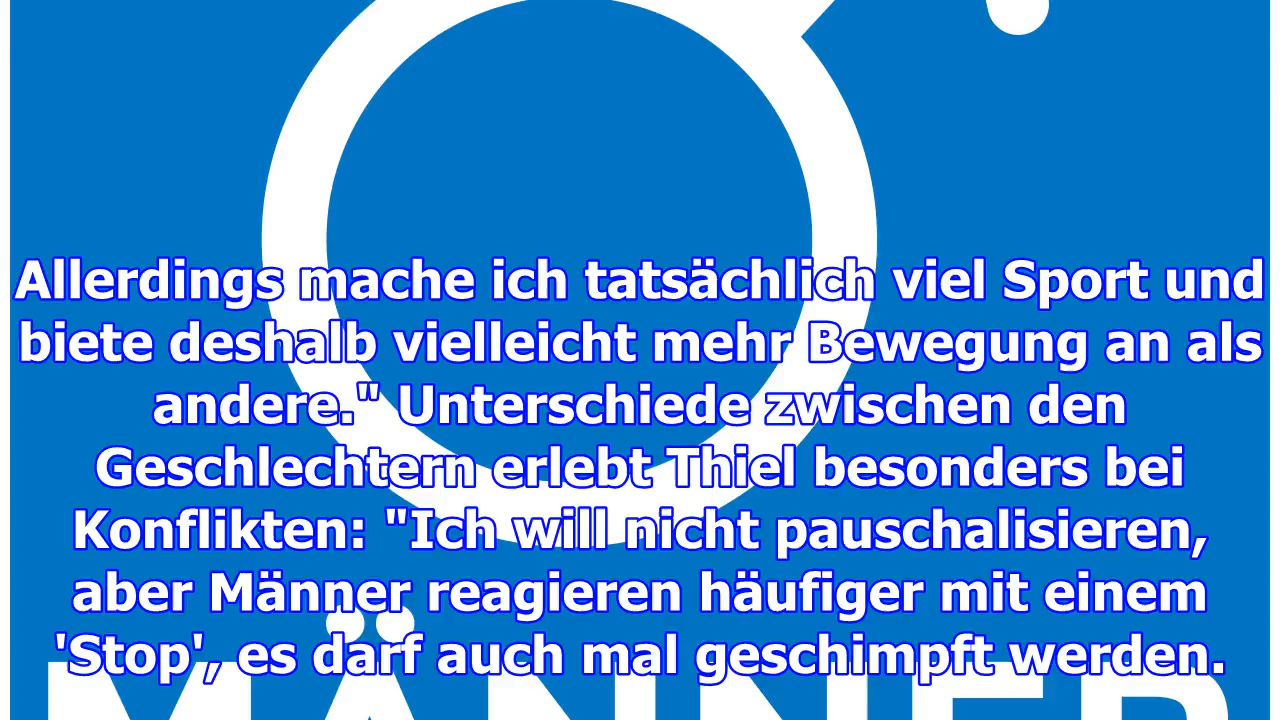 Allerdings mache ich tatsächlich viel Sport und
biete deshalb vielleicht mehr Bewegung an als
andere." Unterschiede zwischen den
Geschlechtern erlebt Thiel besonders bei
Konflikten: "Ich will nicht pauschalisieren,
aber Männer reagieren häufiger mit einem
'Stop', es darf auch mal geschimpft werden.
MÄNNER